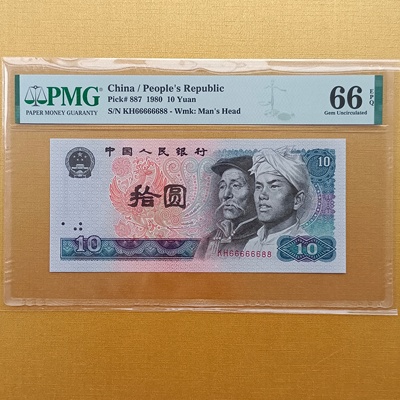 PMG
PAPER MONEY GUARANTY
China / People's Republic
Pick# 887 1980 10 Yuan
S/N KH66666688 - Wmk: Man's Head
66 EPQ
Gem Uncirculated
中国人民银行
10
拾圆
KH66666688
10
10